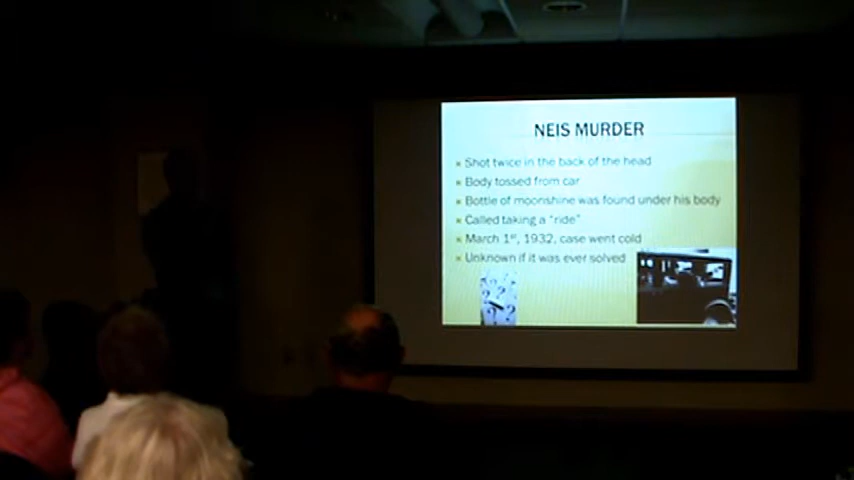 NEIS MURDER
Shot twice in the back of the head
Body tossed from car
Bottle of moonshine was found under his body
Called taking a "ride"
March 1st, 1932, case went cold
Unknown if it was ever solved
? ?
? ?